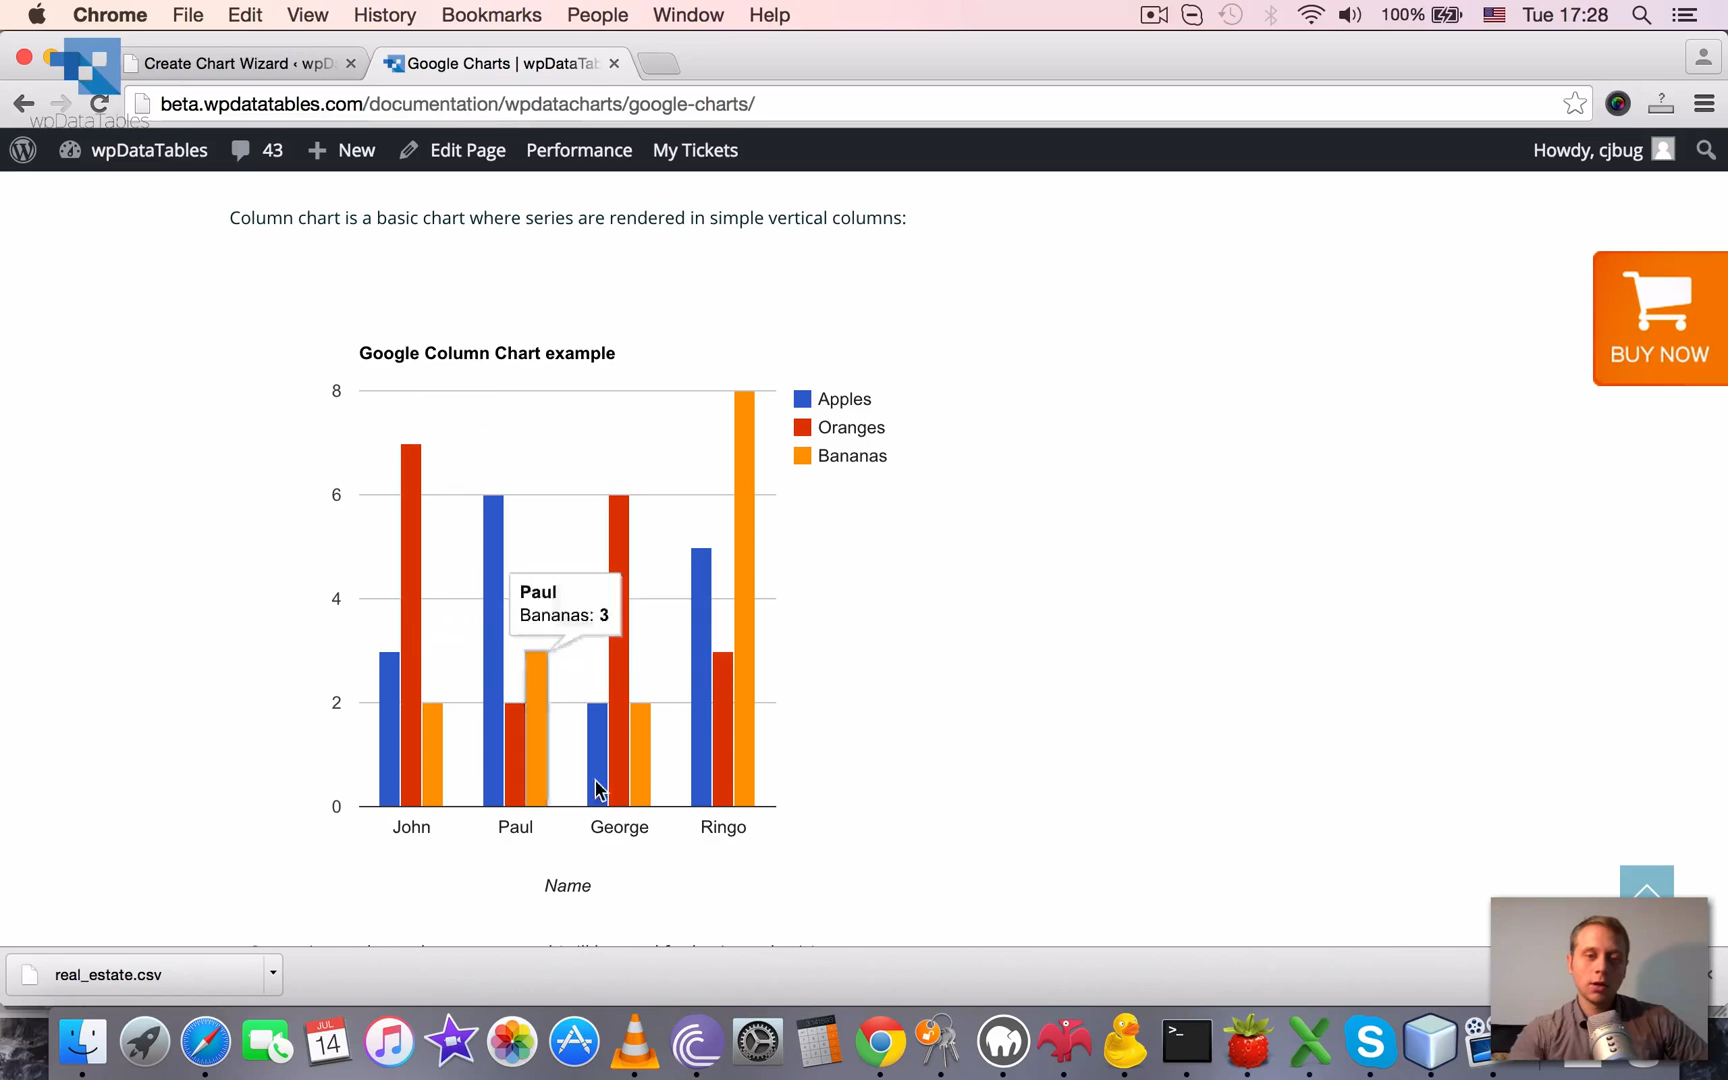 Chrome File Edit View History Bookmarks People Window Help 100% Tue 17:28
Create Chart Wizard ‹ wpD
Google Charts | wpDataTab
beta.wpdatatables.com/documentation/wpdatacharts/google-charts/
wpDataTables
wpDataTables 43 New Edit Page Performance My Tickets Howdy, cjbug
Column chart is a basic chart where series are rendered in simple vertical columns:
BUY NOW
Google Column Chart example
8
6
4
2
0
Apples
Oranges
Bananas
Paul
Bananas: 3
John Paul George Ringo
Name
real_estate.csv
JUL
14